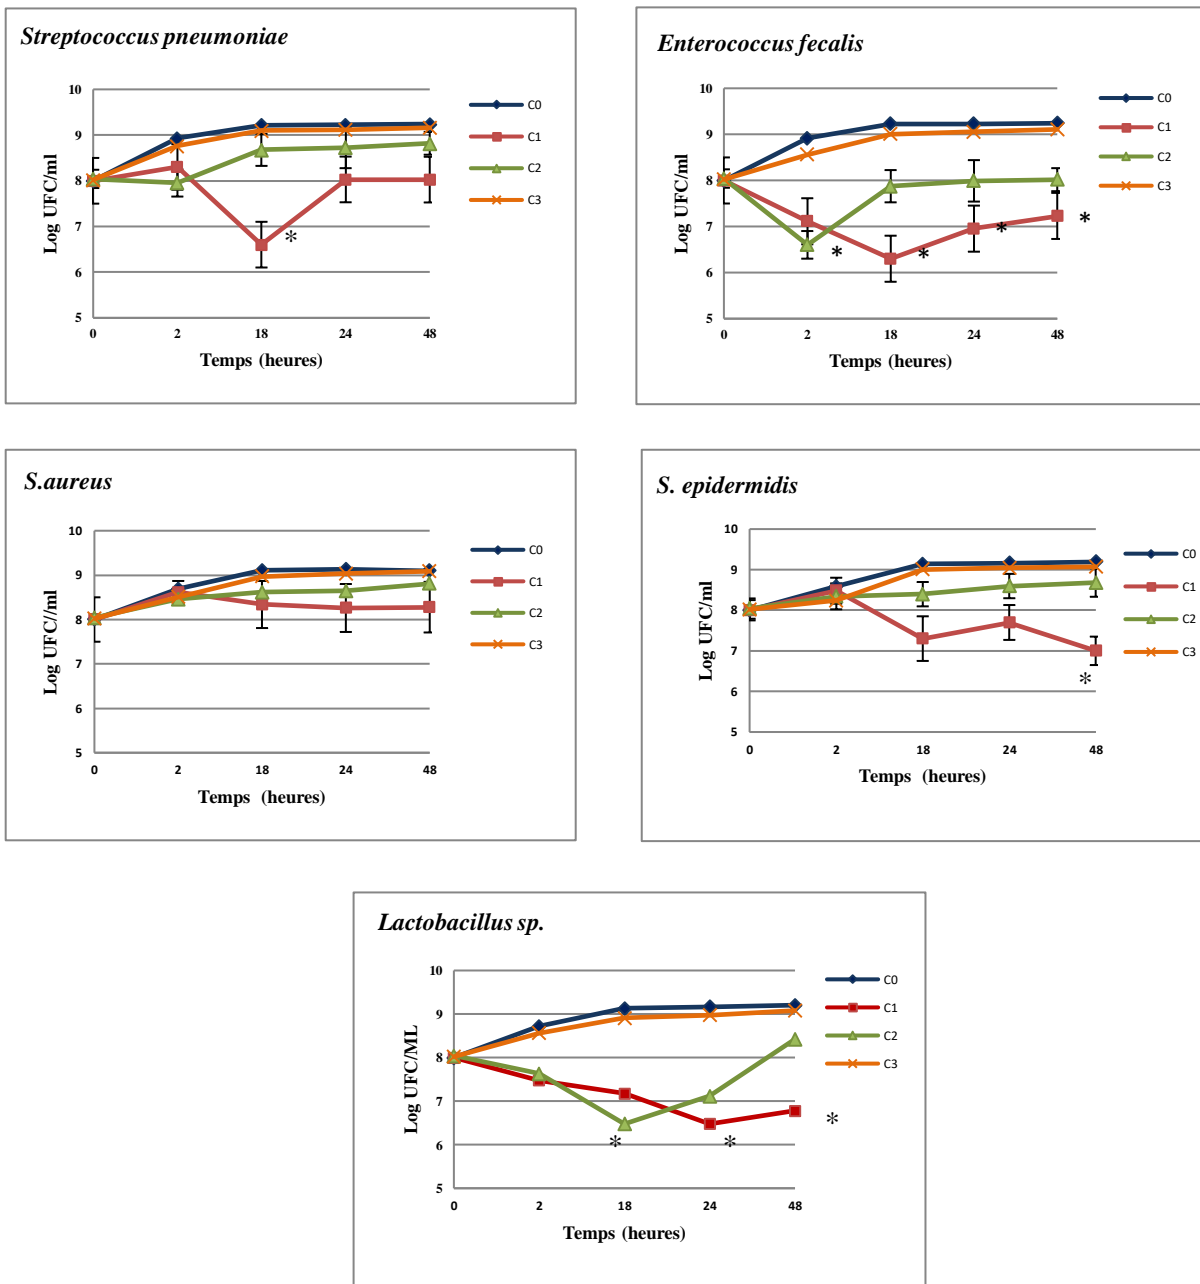 Streptococcus pneumoniae
10
9
8
7
6
5
Log UFC/ml
0 2 18 24 48
Temps (heures)
C0
C1
C2
C3
*
Enterococcus fecalis
10
9
8
7
6
5
Log UFC/ml
0 2 18 24 48
Temps (heures)
C0
C1
C2
C3
* * * *
S.aureus
10
9
8
7
6
5
Log UFC//ml
0 2 18 24 48
Temps (heures)
C0
C1
C2
C3
S. epidermidis
10
9
8
7
6
5
Log UFC/ml
0 2 18 24 48
Temps (heures)
C0
C1
C2
C3
*
Lactobacillus sp.
10
9
8
7
6
5
Log UFC/ML
0 2 18 24 48
Temps (heures)
C0
C1
C2
C3
* * *